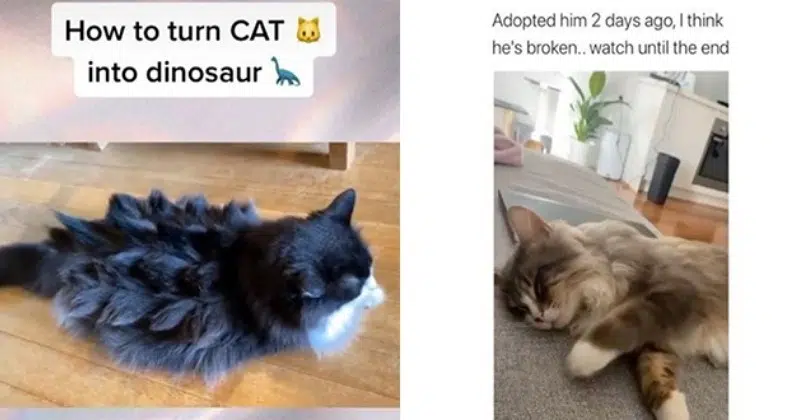 How to turn CAT 🐱
into dinosaur 🦕
Adopted him 2 days ago, I think
he's broken.. watch until the end